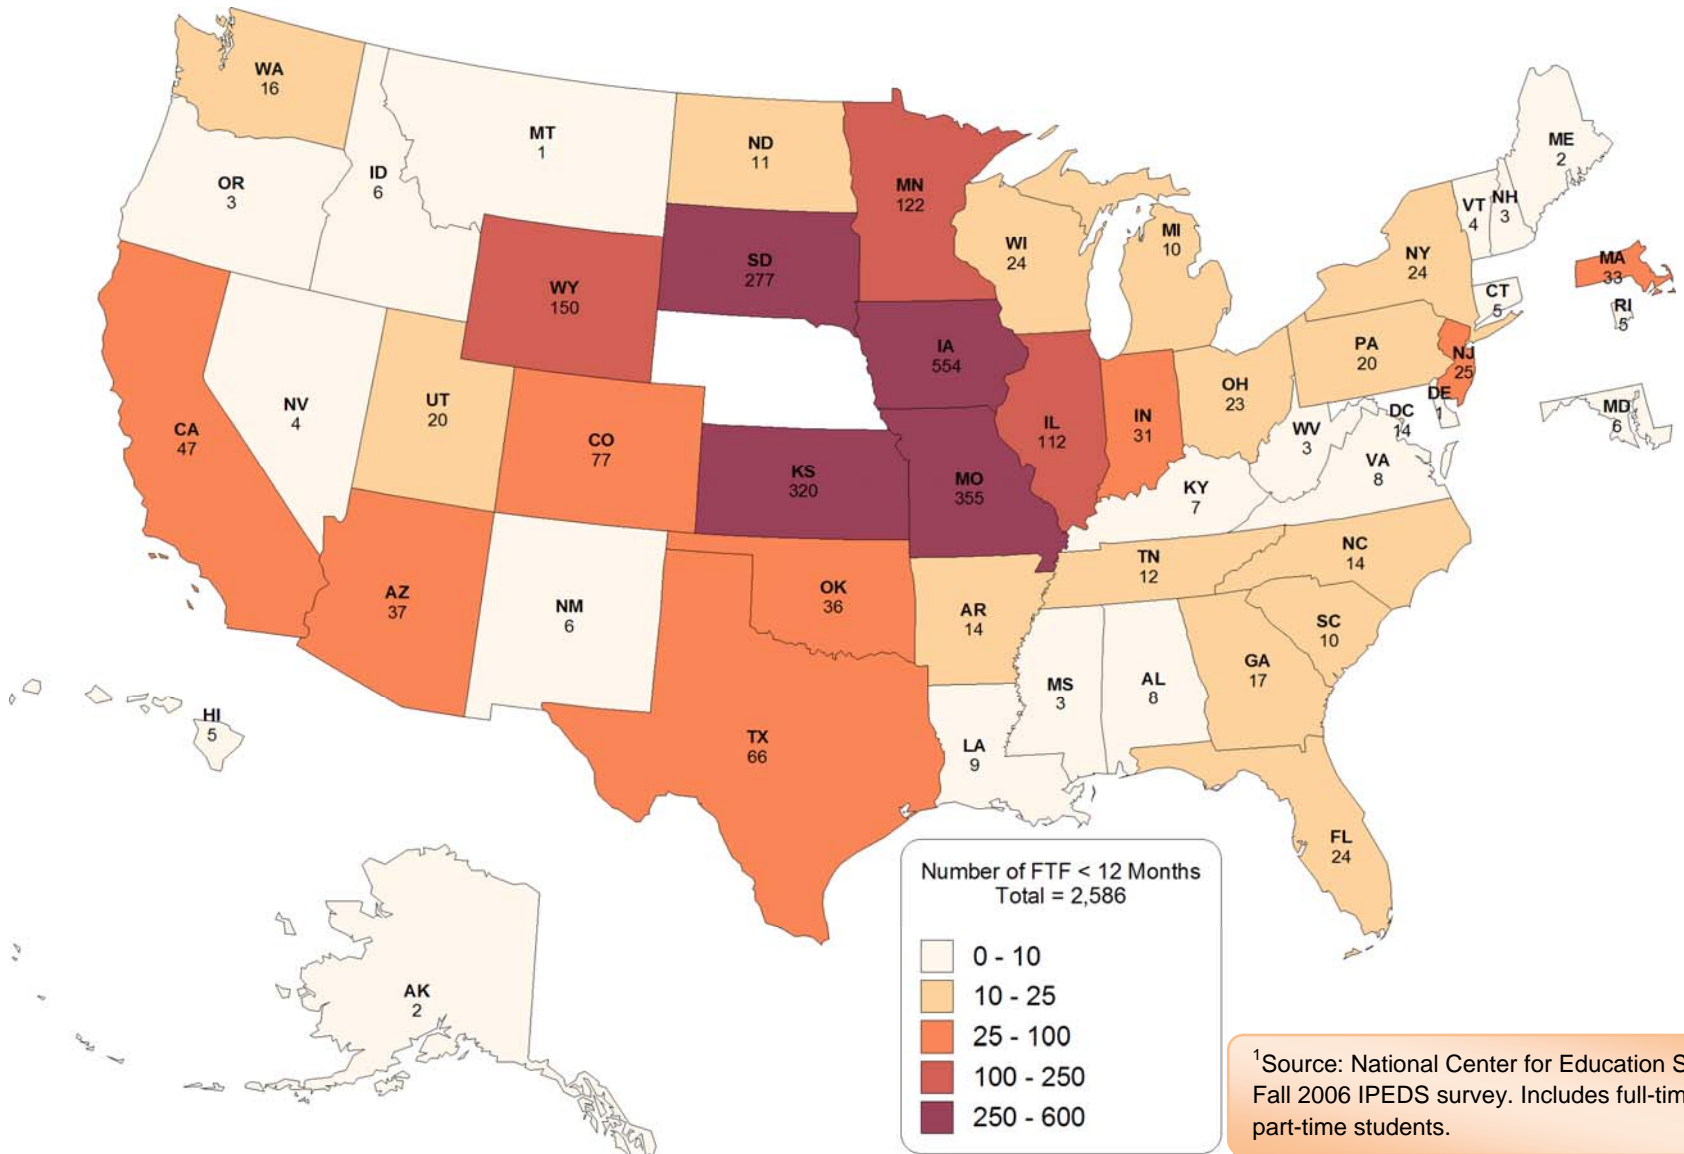 WA
16
MT
1
ND
11
MN
122
ME
2
OR
3
ID
6
WI
24
MI
10
VT
4
NH
3
NY
24
MA
33
SD
277
WY
150
CT
5
RI
5
IA
554
PA
20
NJ
25
NV
4
UT
20
OH
23
DE
1
MD
6
CA
47
CO
77
IL
112
IN
31
WV
3
DC
14
VA
8
KS
320
MO
355
KY
7
TN
12
NC
14
AZ
37
NM
6
OK
36
AR
14
SC
10
GA
17
MS
3
AL
8
HI
5
TX
66
LA
9
FL
24
AK
2
Number of FTF < 12 Months
Total = 2,586
0 - 10
10 - 25
25 - 100
100 - 250
250 - 600
¹Source: National Center for Education S
Fall 2006 IPEDS survey. Includes full-tim
part-time students.